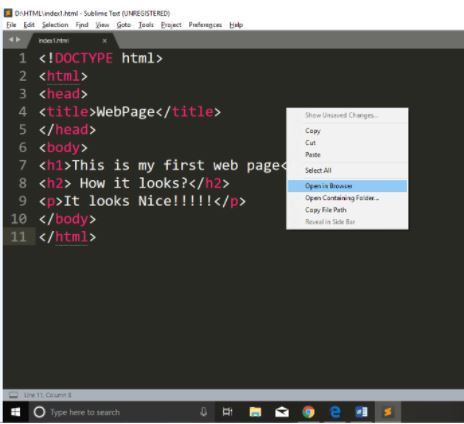 D:\HTML\index1.html - Sublime Text (UNREGISTERED)
File Edit Selection Find View Goto Tools Project Preferences Help
index1.html ×
1 <!DOCTYPE html>
2 <html>
3 <head>
4 <title>WebPage</title>
5 </head>
6 <body>
7 <h1>This is my first web page<
8 <h2> How it looks?</h2>
9 <p>It looks Nice!!!!!</p>
10 </body>
11 </html>
Show Unsaved Changes...
Copy
Cut
Paste
Select All
Open in Browser
Open Containing Folder...
Copy File Path
Reveal in Side Bar
Line 11, Column 8
Type here to search